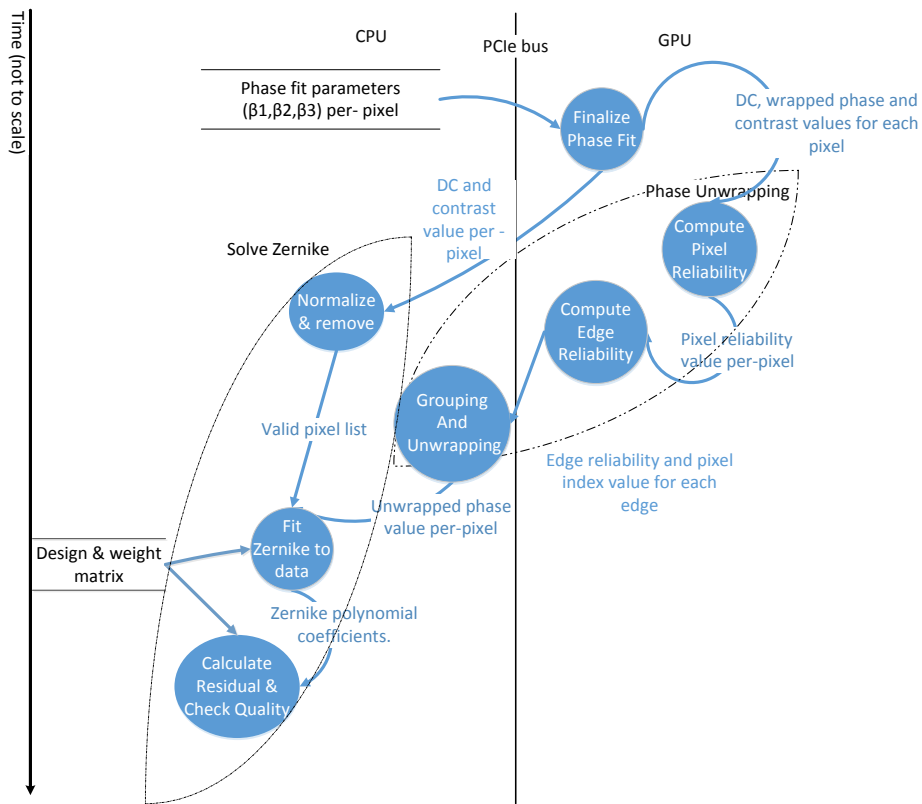 Time (not to scale)
CPU
PCIe bus
GPU
Phase fit parameters
(β1,β2,β3) per- pixel
Finalize
Phase Fit
DC, wrapped phase and
contrast values for each
pixel
DC and
contrast
value per -
pixel
Phase Unwrapping
Compute
Pixel
Reliability
Solve Zernike
Normalize
& remove
Compute
Edge
Reliability
Pixel reliability
value per-pixel
Grouping
And
Unwrapping
Valid pixel list
Edge reliability and pixel
index value for each
edge
Unwrapped phase
value per-pixel
Fit
Zernike to
data
Design & weight
matrix
Zernike polynomial
coefficients.
Calculate
Residual &
Check Quality